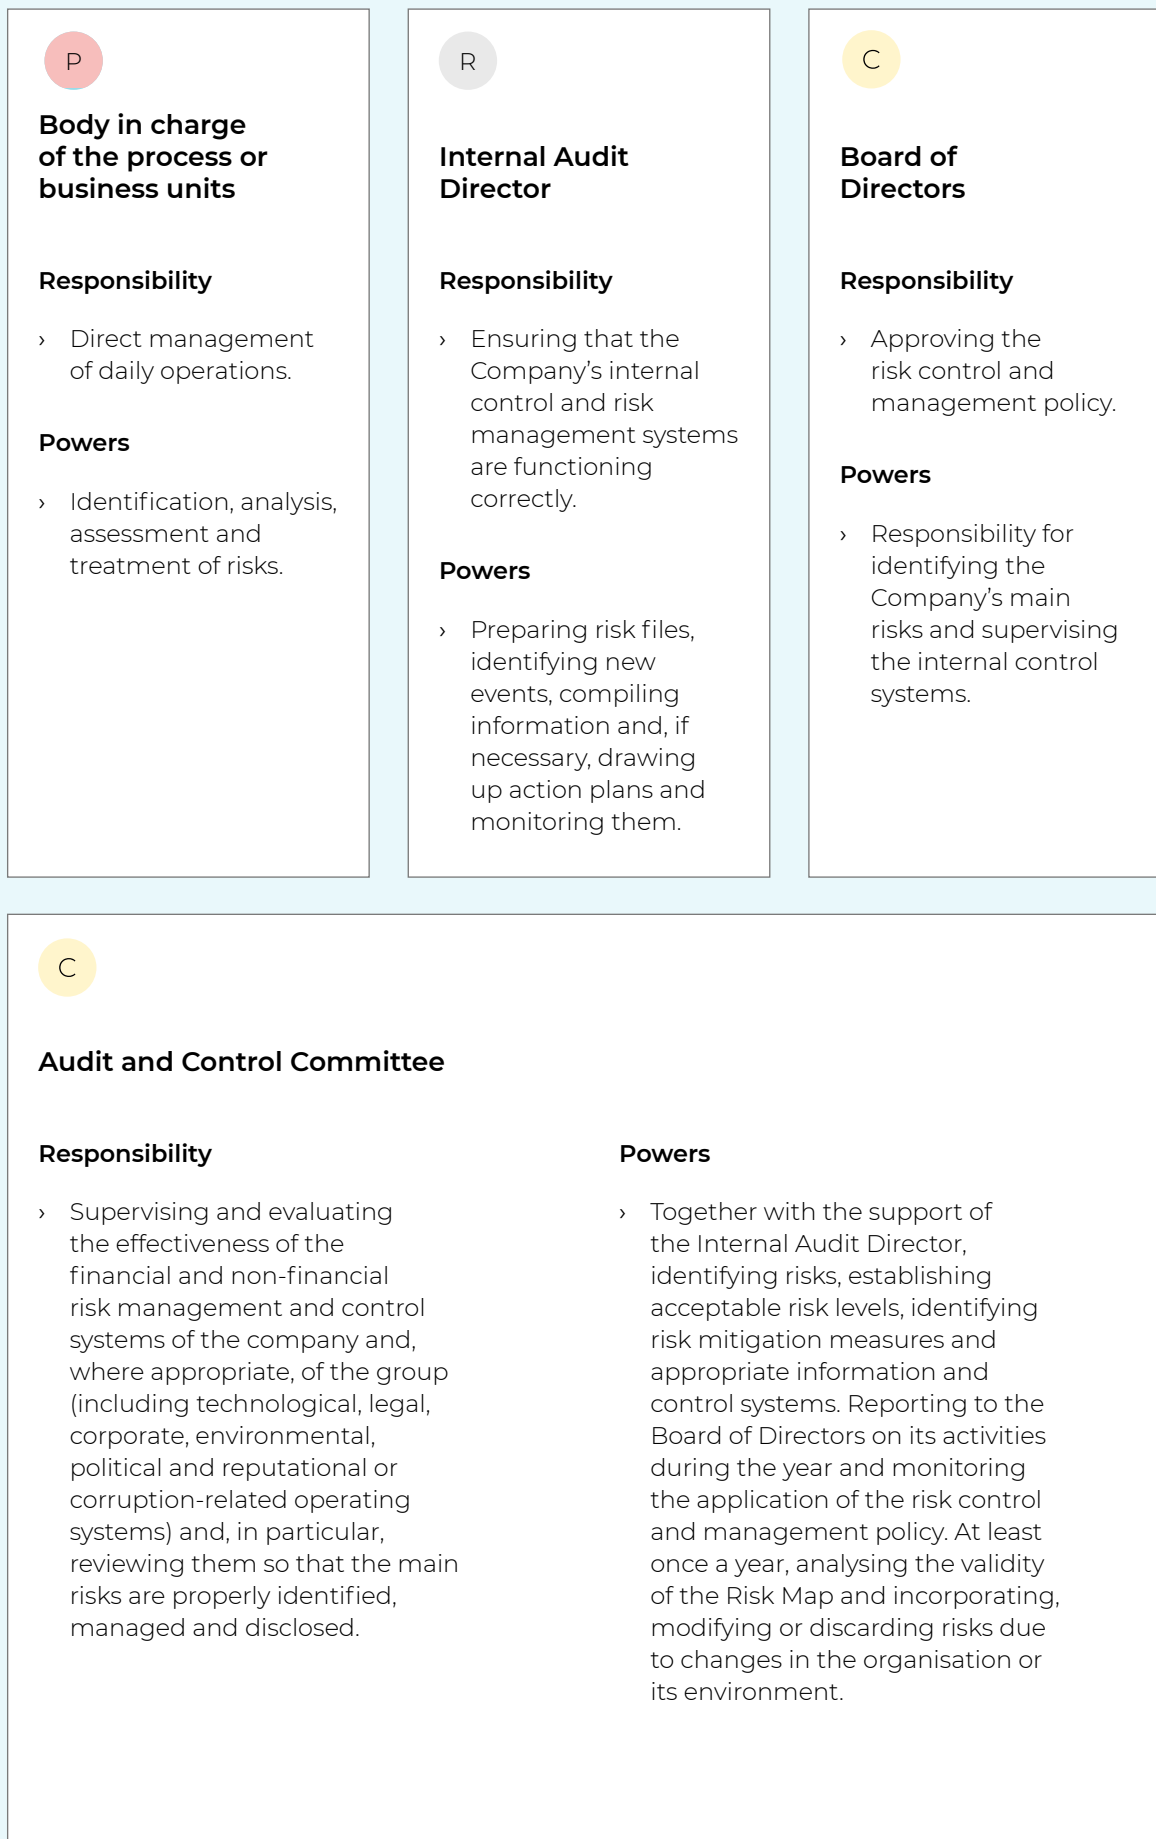 P
Body in charge
of the process or
business units
Responsibility
› Direct management
of daily operations.
Powers
› Identification, analysis,
assessment and
treatment of risks.
R
Internal Audit
Director
Responsibility
› Ensuring that the
Company’s internal
control and risk
management systems
are functioning
correctly.
Powers
› Preparing risk files,
identifying new
events, compiling
information and, if
necessary, drawing
up action plans and
monitoring them.
C
Board of
Directors
Responsibility
› Approving the
risk control and
management policy.
Powers
› Responsibility for
identifying the
Company’s main
risks and supervising
the internal control
systems.
C
Audit and Control Committee
Responsibility
› Supervising and evaluating
the effectiveness of the
financial and non-financial
risk management and control
systems of the company and,
where appropriate, of the group
(including technological, legal,
corporate, environmental,
political and reputational or
corruption-related operating
systems) and, in particular,
reviewing them so that the main
risks are properly identified,
managed and disclosed.
Powers
› Together with the support of
the Internal Audit Director,
identifying risks, establishing
acceptable risk levels, identifying
risk mitigation measures and
appropriate information and
control systems. Reporting to the
Board of Directors on its activities
during the year and monitoring
the application of the risk control
and management policy. At least
once a year, analysing the validity
of the Risk Map and incorporating,
modifying or discarding risks due
to changes in the organisation or
its environment.